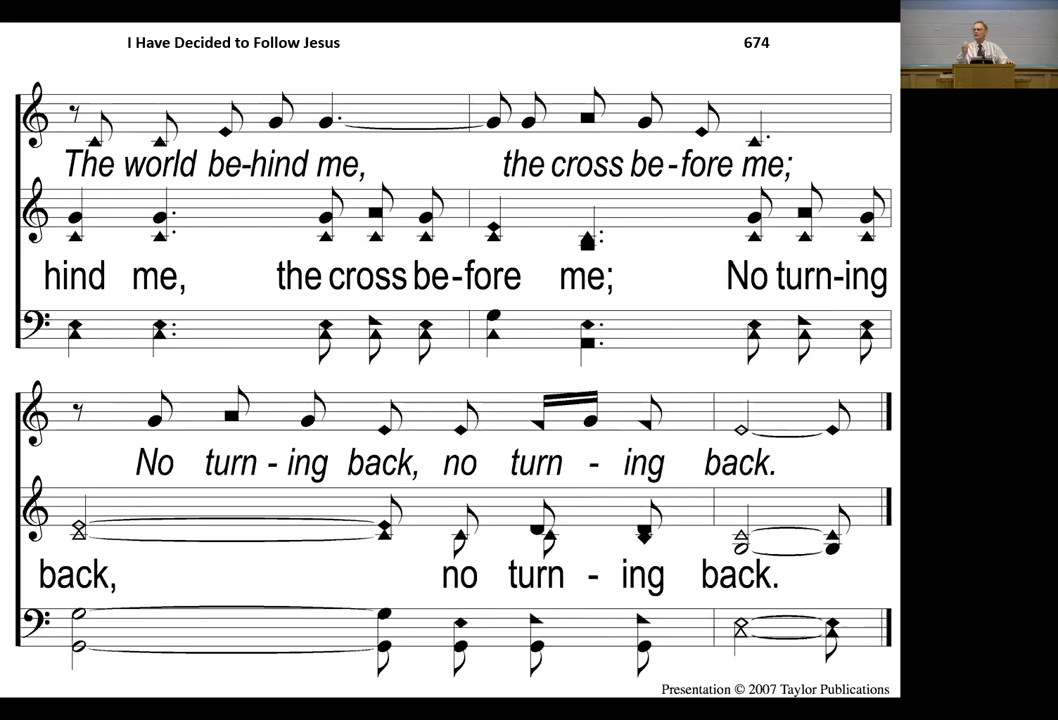 I Have Decided to Follow Jesus 674
The world be-hind me, the cross be-fore me;
hind me, the cross be-fore me; No turn-ing
No turn-ing back, no turn - ing back.
back, no turn - ing back.
Presentation © 2007 Taylor Publications